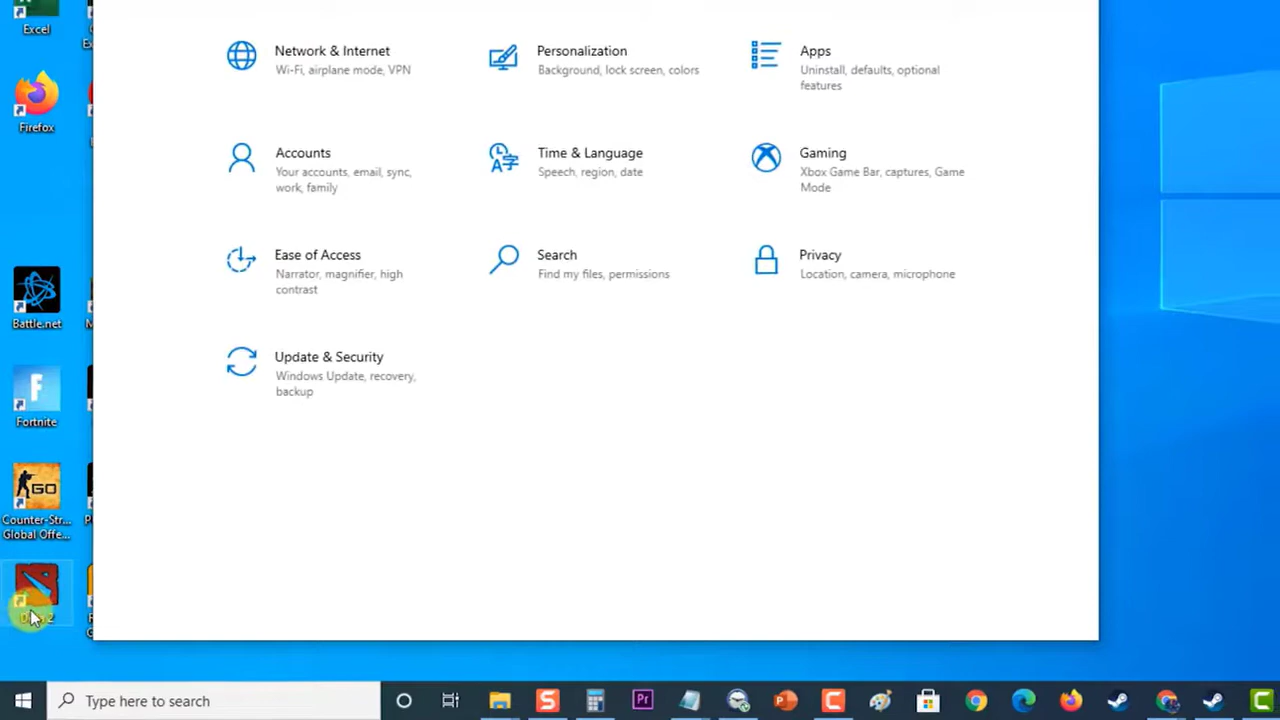 Excel
Firefox
Battle.net
Fortnite
GO
Counter-Str...
Global Offe...
Network & Internet
Wi-Fi, airplane mode, VPN
Personalization
Background, lock screen, colors
Apps
Uninstall, defaults, optional
features
Accounts
Your accounts, email, sync,
work, family
Time & Language
Speech, region, date
Gaming
Xbox Game Bar, captures, Game
Mode
Ease of Access
Narrator, magnifier, high
contrast
Search
Find my files, permissions
Privacy
Location, camera, microphone
Update & Security
Windows Update, recovery,
backup
Type here to search
Pr